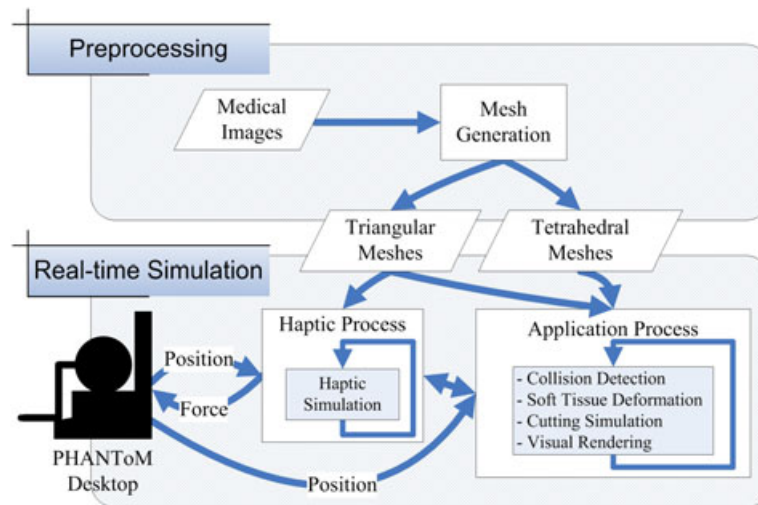 Preprocessing
Medical
Images
Mesh
Generation
Triangular
Meshes
Tetrahedral
Meshes
Real-time Simulation
Haptic Process
Haptic
Simulation
Application Process
- Collision Detection
- Soft Tissue Deformation
- Cutting Simulation
- Visual Rendering
Position
Force
PHANToM
Desktop
Position